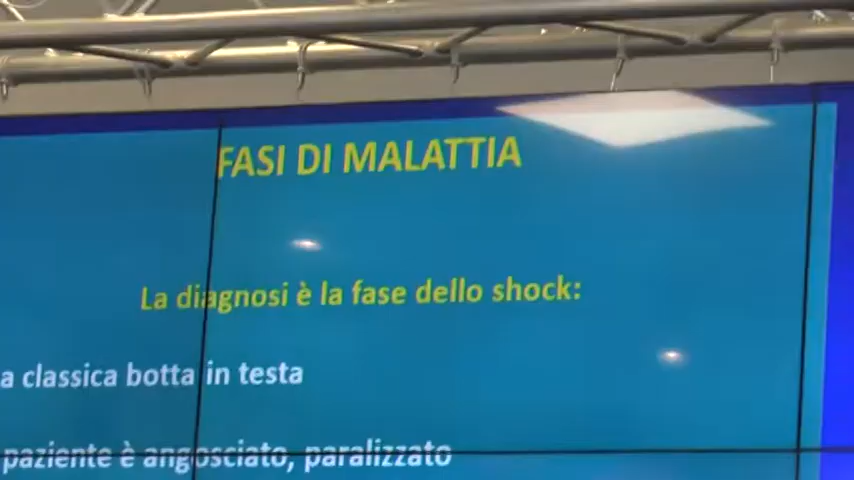 FASI DI MALATTIA
La diagnosi è la fase dello shock:
a classica botta in testa
paziente è angosciato, paralizzato